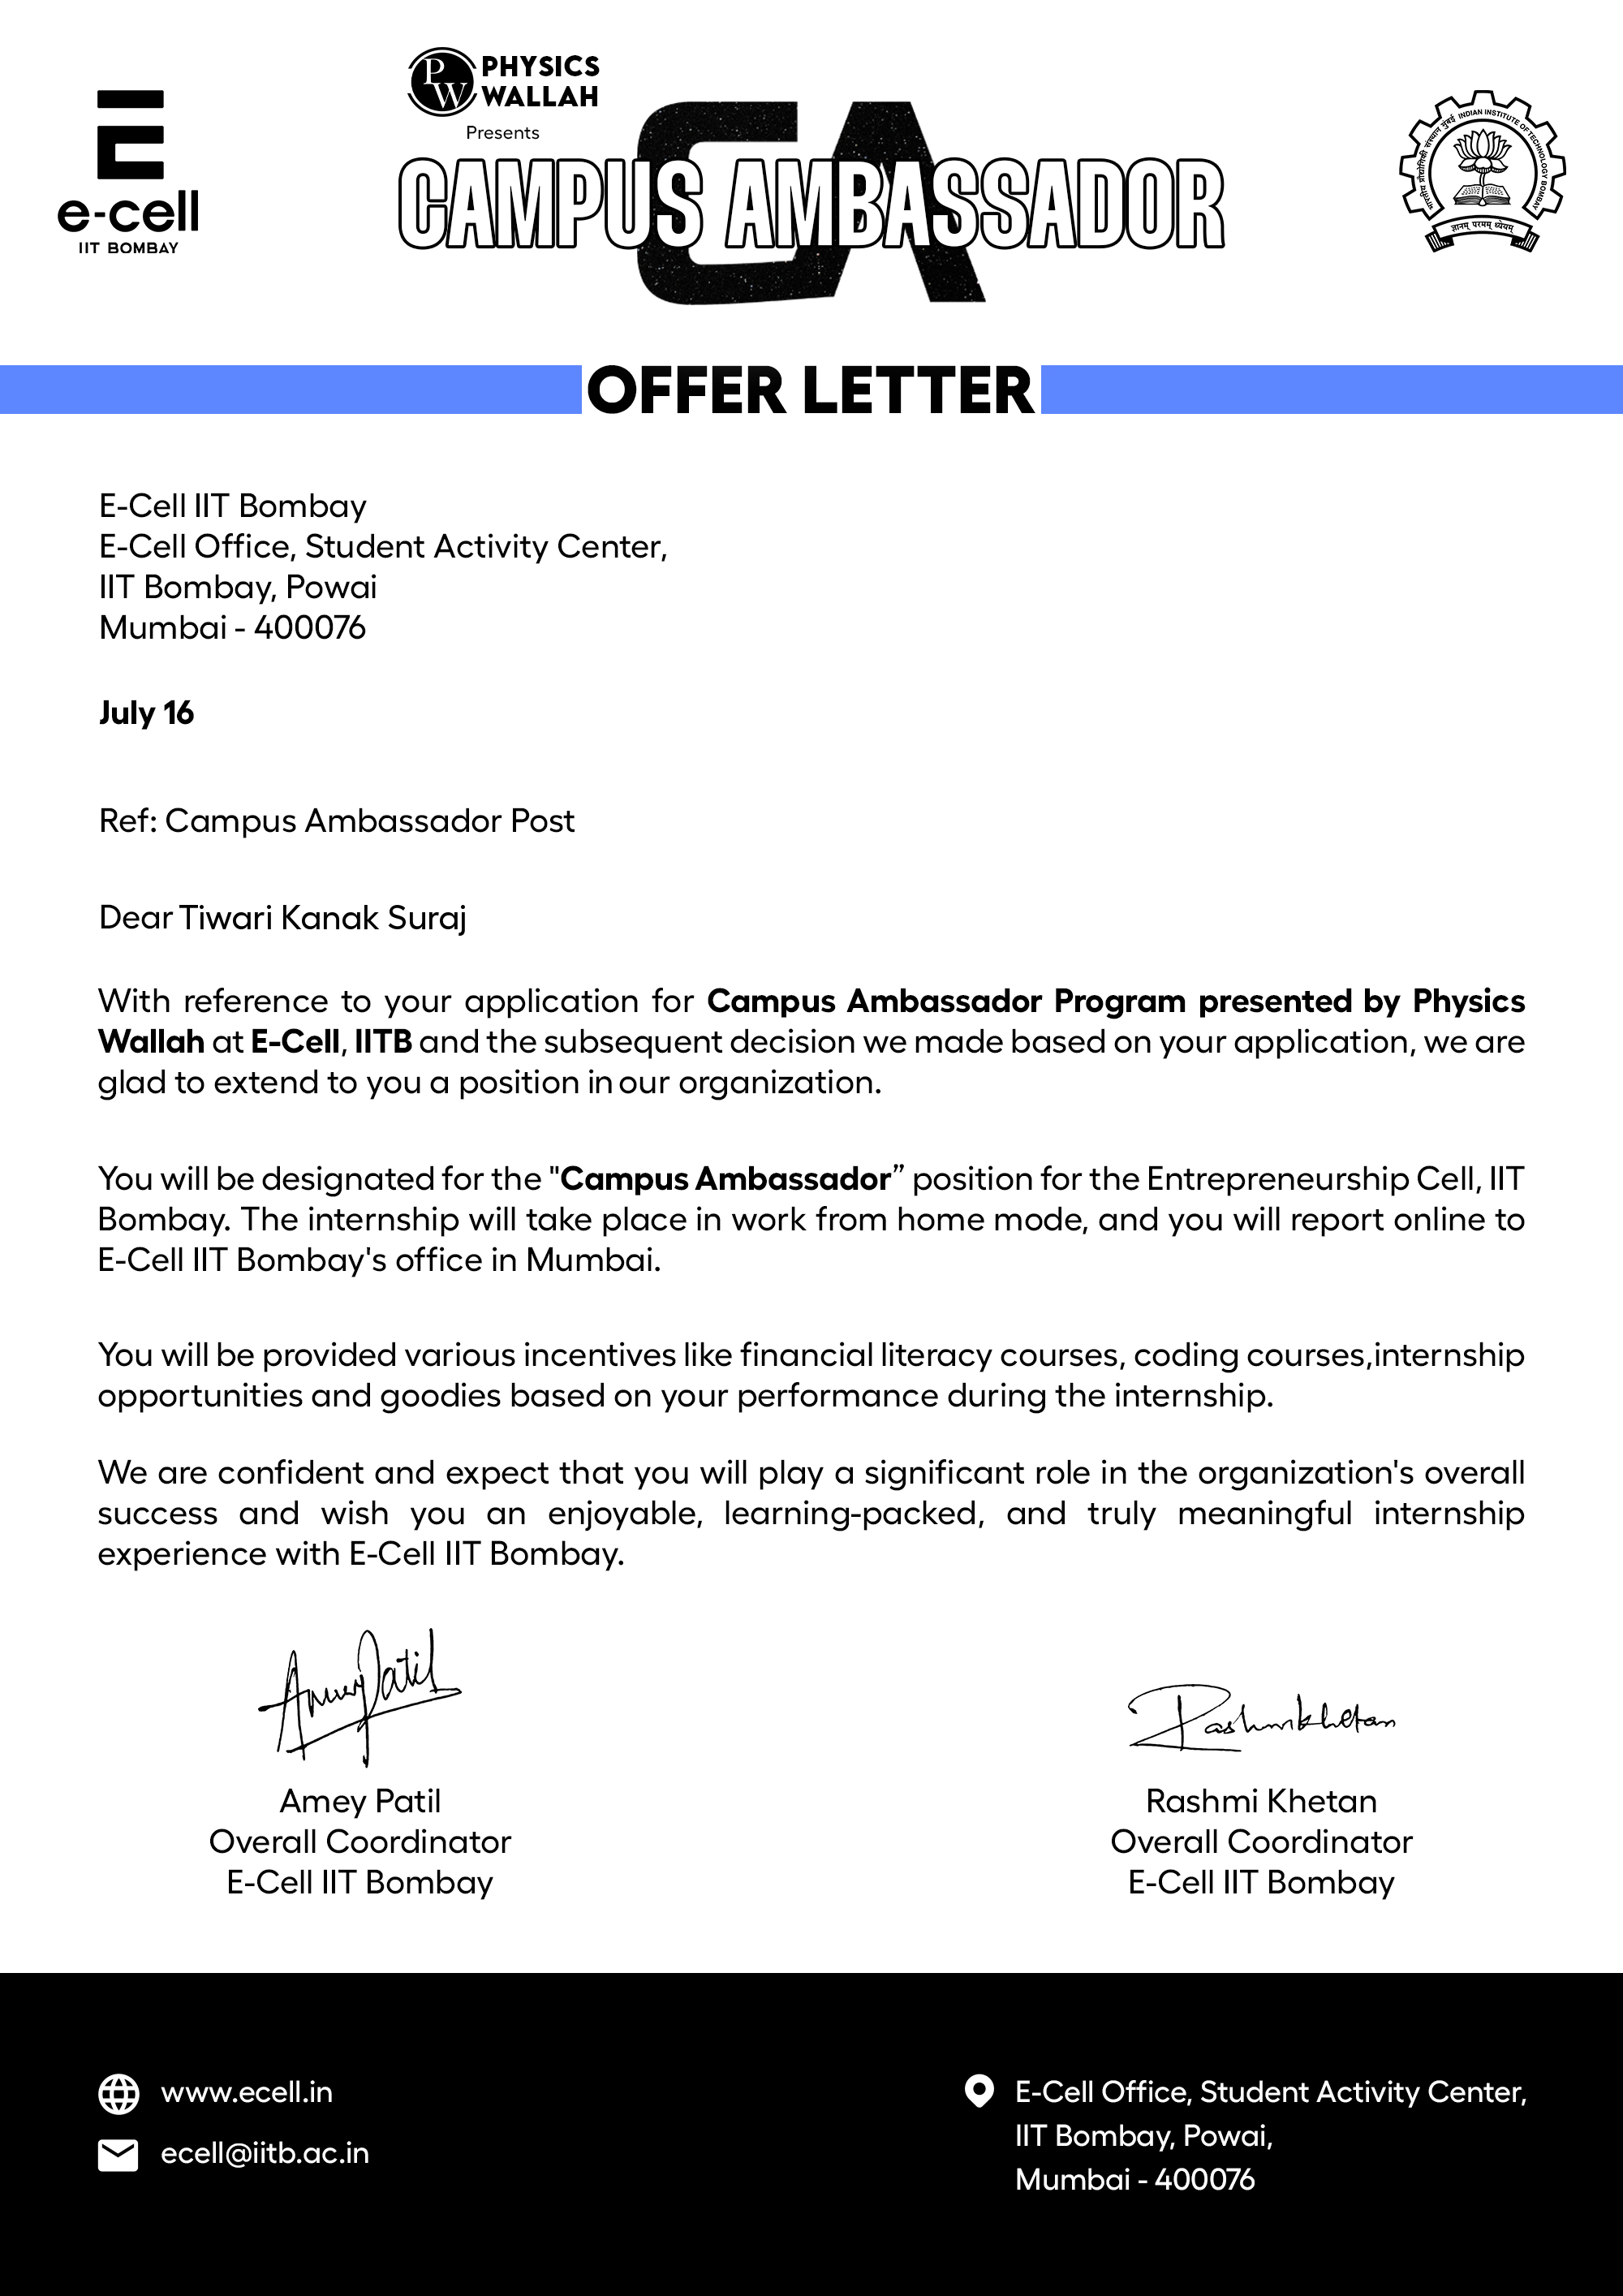 PW PHYSICS
WALLAH
Presents
e-cell
IIT BOMBAY
CA
CAMPUS AMBASSADOR
भारतीय प्रौद्योगिकी संस्थान मुंबई INDIAN INSTITUTE OF TECHNOLOGY BOMBAY
ज्ञानम् परमम् ध्येयम्
OFFER LETTER
E-Cell IIT Bombay
E-Cell Office, Student Activity Center,
IIT Bombay, Powai
Mumbai - 400076
July 16
Ref: Campus Ambassador Post
Dear Tiwari Kanak Suraj
With reference to your application for Campus Ambassador Program presented by Physics
Wallah at E-Cell, IITB and the subsequent decision we made based on your application, we are
glad to extend to you a position in our organization.
You will be designated for the "Campus Ambassador” position for the Entrepreneurship Cell, IIT
Bombay. The internship will take place in work from home mode, and you will report online to
E-Cell IIT Bombay's office in Mumbai.
You will be provided various incentives like financial literacy courses, coding courses,internship
opportunities and goodies based on your performance during the internship.
We are confident and expect that you will play a significant role in the organization's overall
success and wish you an enjoyable, learning-packed, and truly meaningful internship
experience with E-Cell IIT Bombay.
Amey Patil
Rashmi Khetan
Amey Patil
Overall Coordinator
E-Cell IIT Bombay
Rashmi Khetan
Overall Coordinator
E-Cell IIT Bombay
www.ecell.in
ecell@iitb.ac.in
E-Cell Office, Student Activity Center,
IIT Bombay, Powai,
Mumbai - 400076